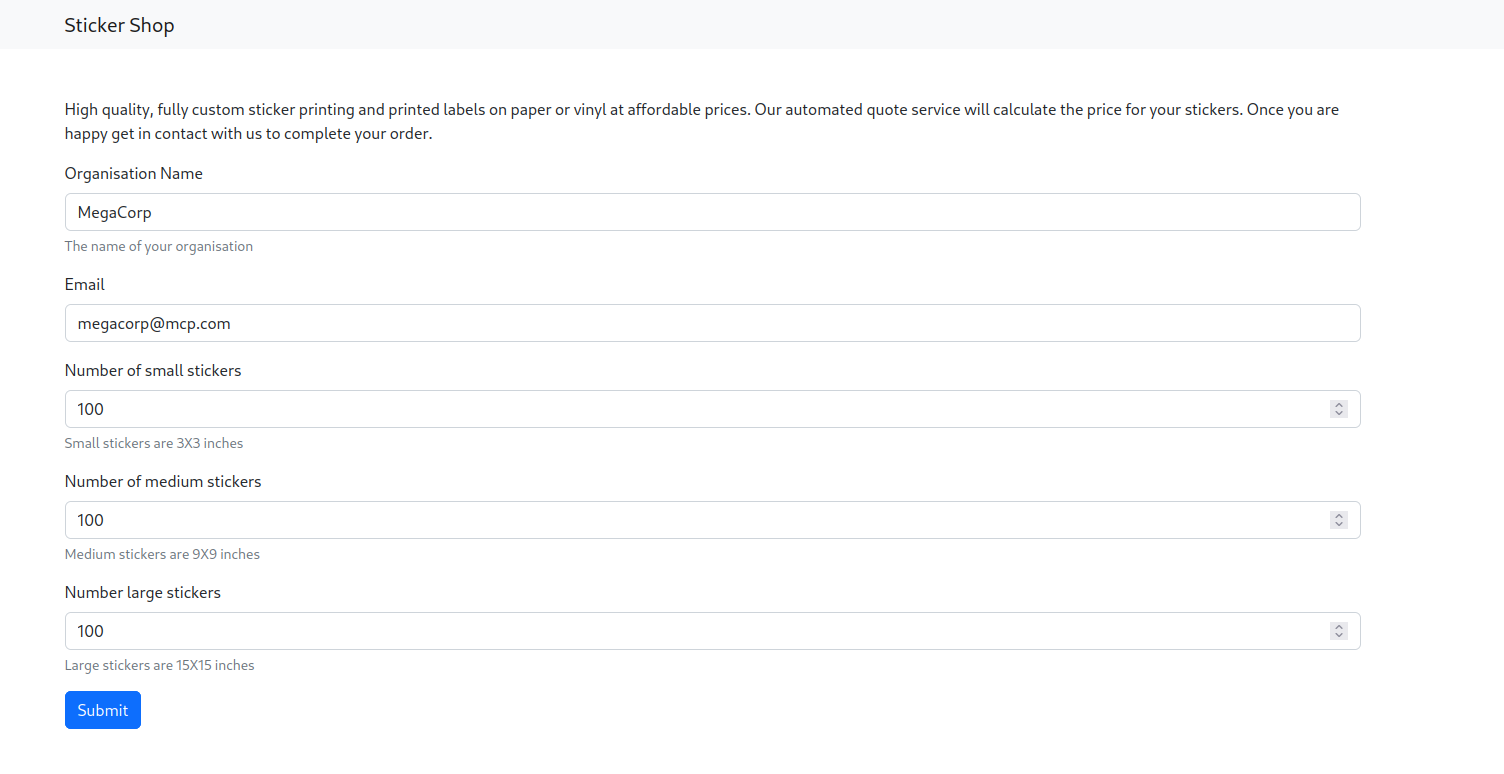 Sticker Shop
High quality, fully custom sticker printing and printed labels on paper or vinyl at affordable prices. Our automated quote service will calculate the price for your stickers. Once you are
happy get in contact with us to complete your order.
Organisation Name
MegaCorp
The name of your organisation
Email
megacorp@mcp.com
Number of small stickers
100
Small stickers are 3X3 inches
Number of medium stickers
100
Medium stickers are 9X9 inches
Number large stickers
100
Large stickers are 15X15 inches
Submit